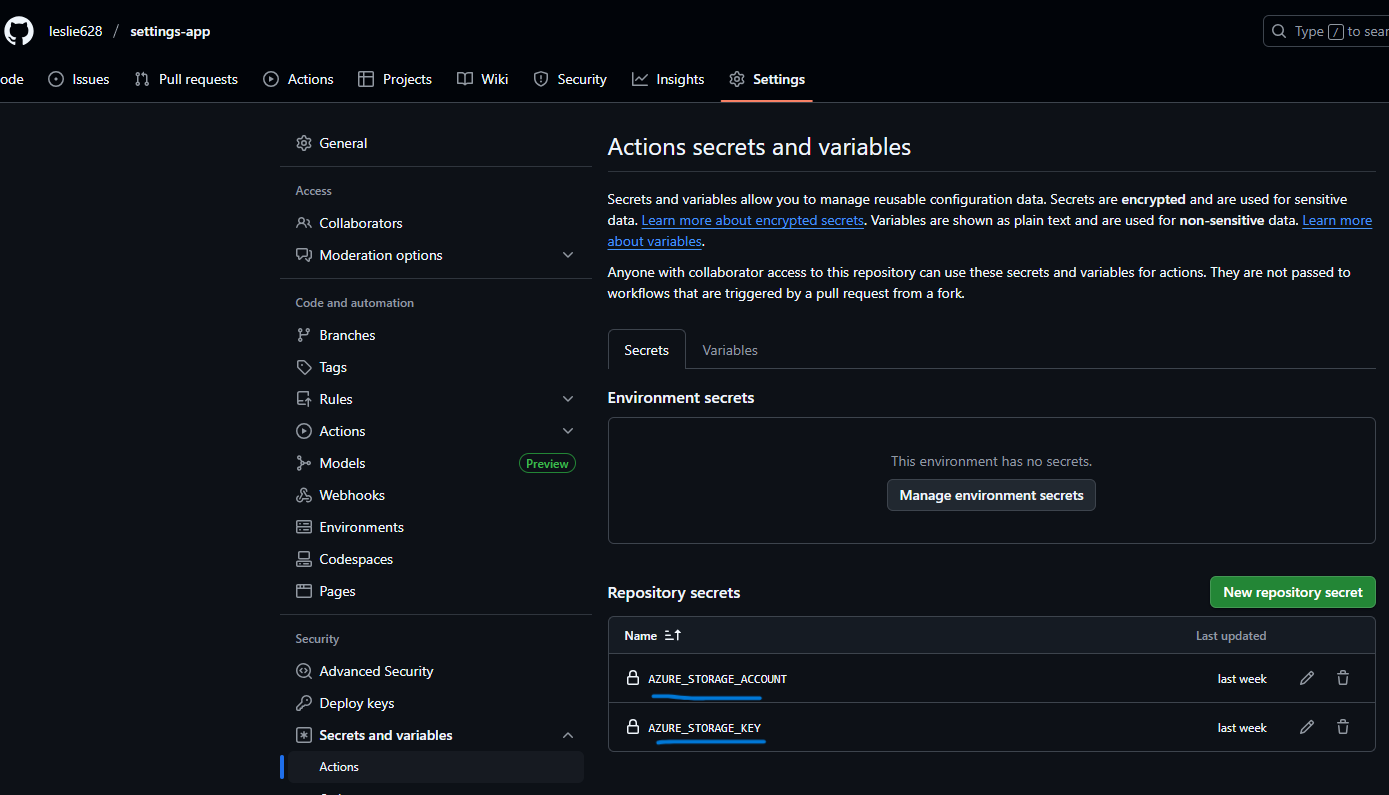 leslie628 / settings-app
Type / to sear
ode Issues Pull requests Actions Projects Wiki Security Insights Settings
General
Access
Collaborators
Moderation options
Code and automation
Branches
Tags
Rules
Actions
Models Preview
Webhooks
Environments
Codespaces
Pages
Security
Advanced Security
Deploy keys
Secrets and variables
Actions
Actions secrets and variables
Secrets and variables allow you to manage reusable configuration data. Secrets are encrypted and are used for sensitive
data. Learn more about encrypted secrets. Variables are shown as plain text and are used for non-sensitive data. Learn more
about variables.
Anyone with collaborator access to this repository can use these secrets and variables for actions. They are not passed to
workflows that are triggered by a pull request from a fork.
Secrets Variables
Environment secrets
This environment has no secrets.
Manage environment secrets
Repository secrets New repository secret
Name Last updated
AZURE_STORAGE_ACCOUNT last week
AZURE_STORAGE_KEY last week